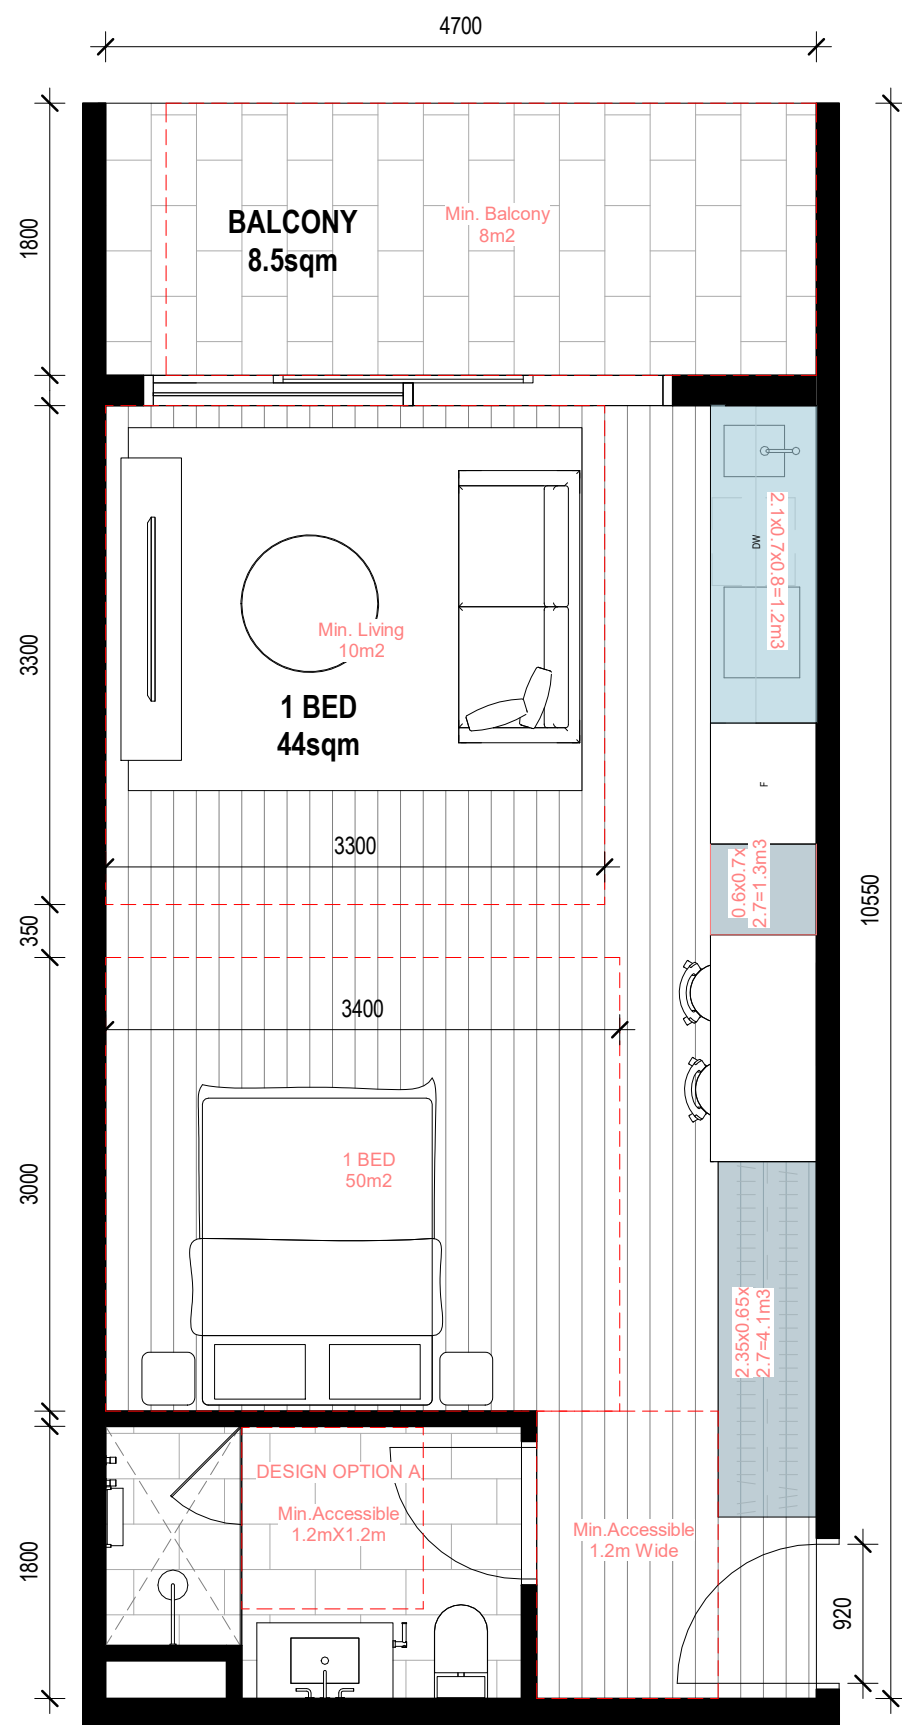 4700
1800
BALCONY
8.5sqm
Min. Balcony
8m2
2.1x0.7x0.8=1.2m3
DW
3300
Min. Living
10m2
1 BED
44sqm
F
3300
0.6x0.7x
2.7=1.3m3
10550
350
3400
3000
1 BED
50m2
2.35x0.65x
2.7=4.1m3
DESIGN OPTION A
Min.Accessible
1.2mX1.2m
Min.Accessible
1.2m Wide
1800
920